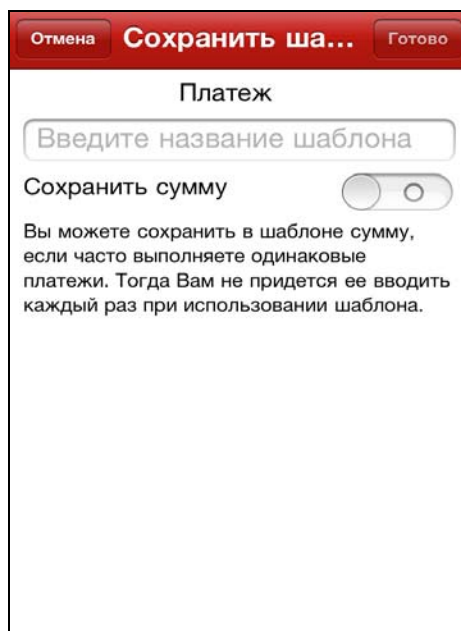 Отмена Сохранить ша... Готово
Платеж
Введите название шаблона
Сохранить сумму
Вы можете сохранить в шаблоне сумму,
если часто выполняете одинаковые
платежи. Тогда Вам не придется ее вводить
каждый раз при использовании шаблона.